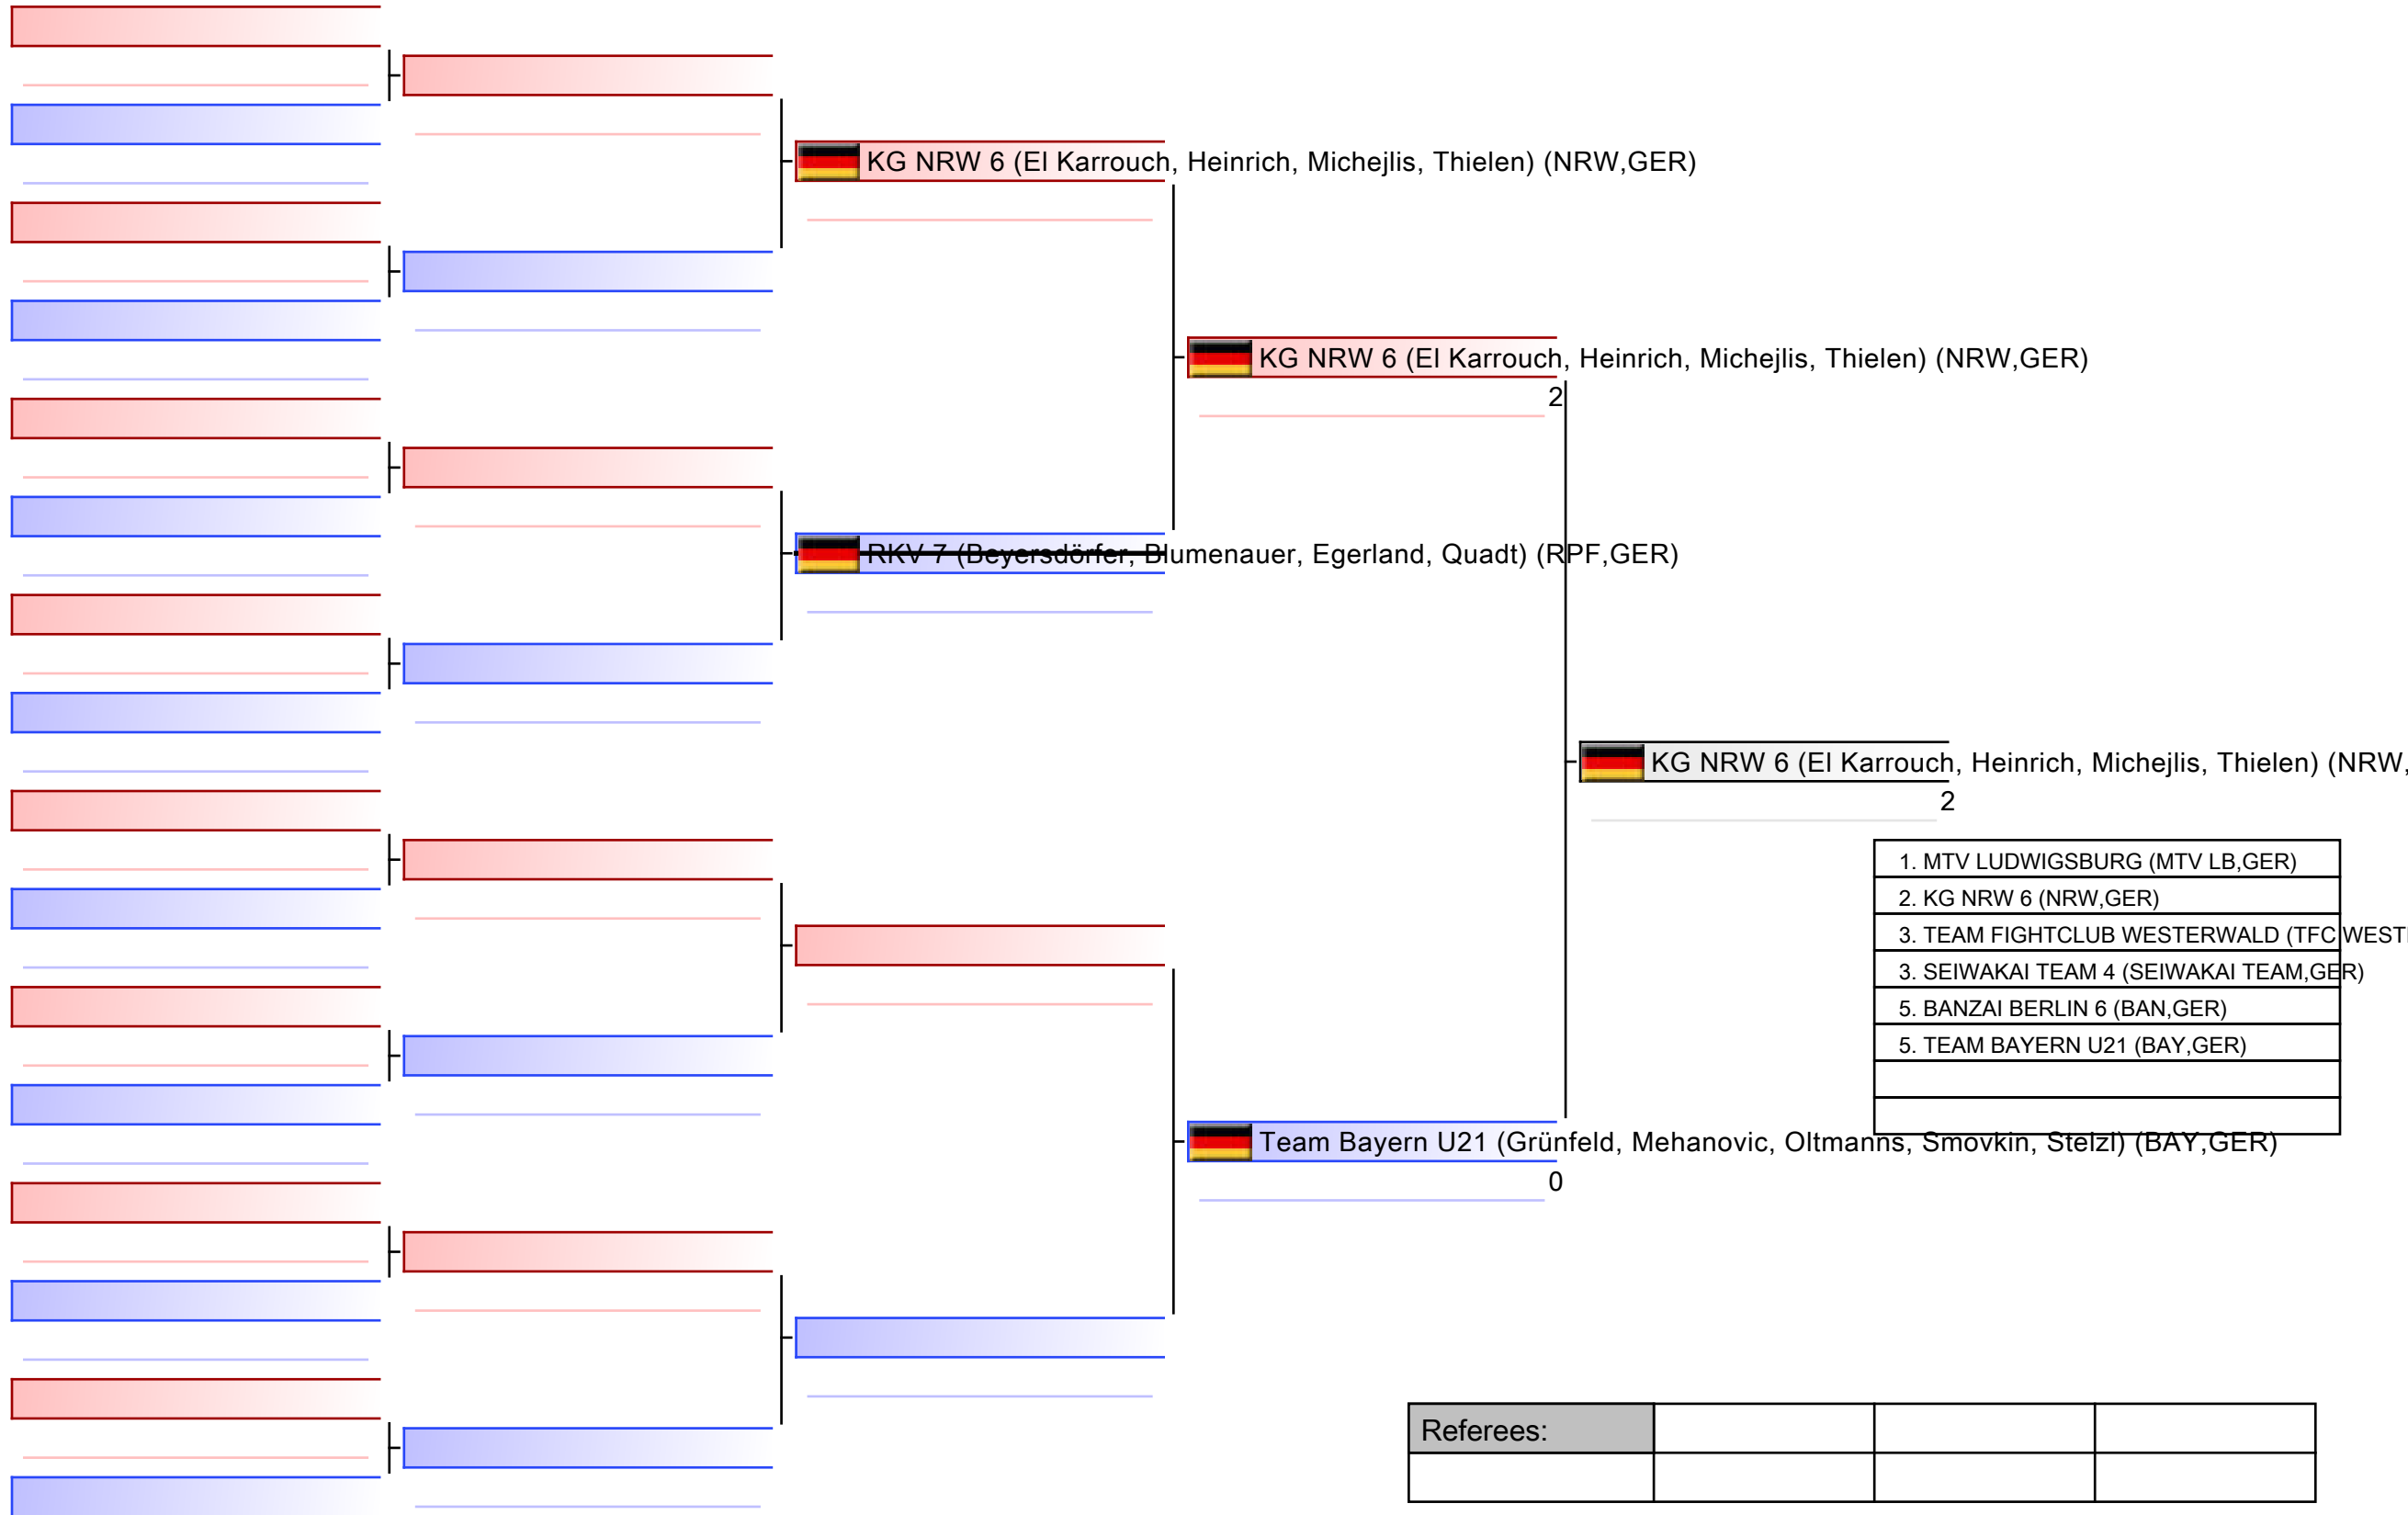 KG NRW 6 (El Karrouch, Heinrich, Michejlis, Thielen) (NRW,GER)
KG NRW 6 (El Karrouch, Heinrich, Michejlis, Thielen) (NRW,GER)
2
RKV 7 (Beyersdörfer, Blumenauer, Egerland, Quadt) (RPF,GER)
KG NRW 6 (El Karrouch, Heinrich, Michejlis, Thielen) (NRW,
2
1. MTV LUDWIGSBURG (MTV LB,GER)
2. KG NRW 6 (NRW,GER)
3. TEAM FIGHTCLUB WESTERWALD (TFC WEST
3. SEIWAKAI TEAM 4 (SEIWAKAI TEAM,GER)
5. BANZAI BERLIN 6 (BAN,GER)
5. TEAM BAYERN U21 (BAY,GER)
Team Bayern U21 (Grünfeld, Mehanovic, Oltmanns, Smovkin, Stelzl) (BAY,GER)
0
Referees: